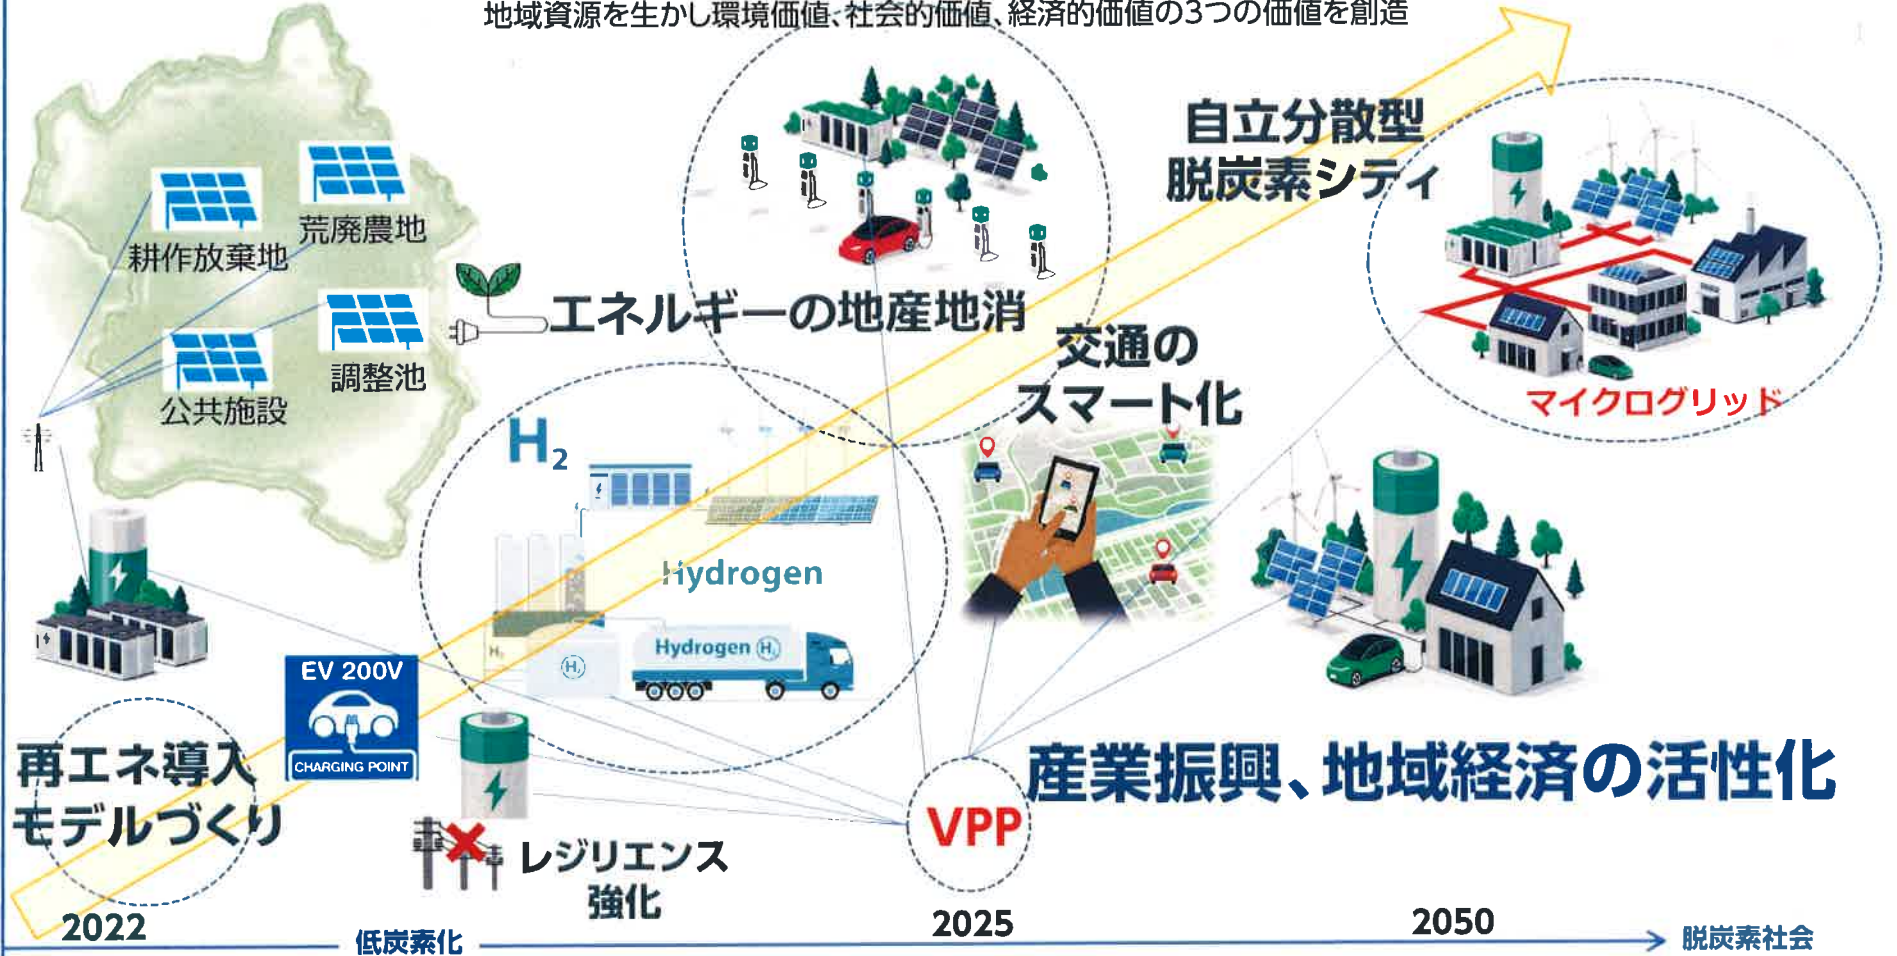 地域資源を生かし環境価値、社会的価値、経済的価値の3つの価値を創造
自立分散型
脱炭素シティ
荒廃農地
耕作放棄地
エネルギーの地産地消
調整池
公共施設
交通の
スマート化
マイクログリッド
H2
Hydrogen
Hydrogen H2
H2
H2
EV 200V
CHARGING POINT
再エネ導入
モデルづくり
産業振興、地域経済の活性化
VPP
レジリエンス
強化
2022
2025
2050
低炭素化
脱炭素社会